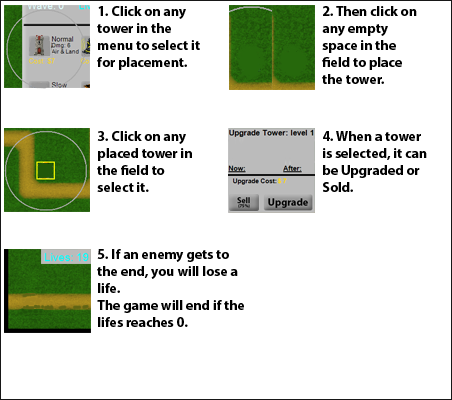 Wave: 0
Normal
Dmg: 6
Air & Land
Slow
1. Click on any
tower in the
menu to select it
for placement.
2. Then click on
any empty
space in the
field to place
the tower.
3. Click on any
placed tower in
the field to
select it.
Upgrade Tower: level 1
Now:
After:
Upgrade Cost:
Sell
(75%)
Upgrade
4. When a tower
is selected, it can
be Upgraded or
Sold.
5. If an enemy gets to
the end, you will lose a
life.
The game will end if the
lifes reaches 0.